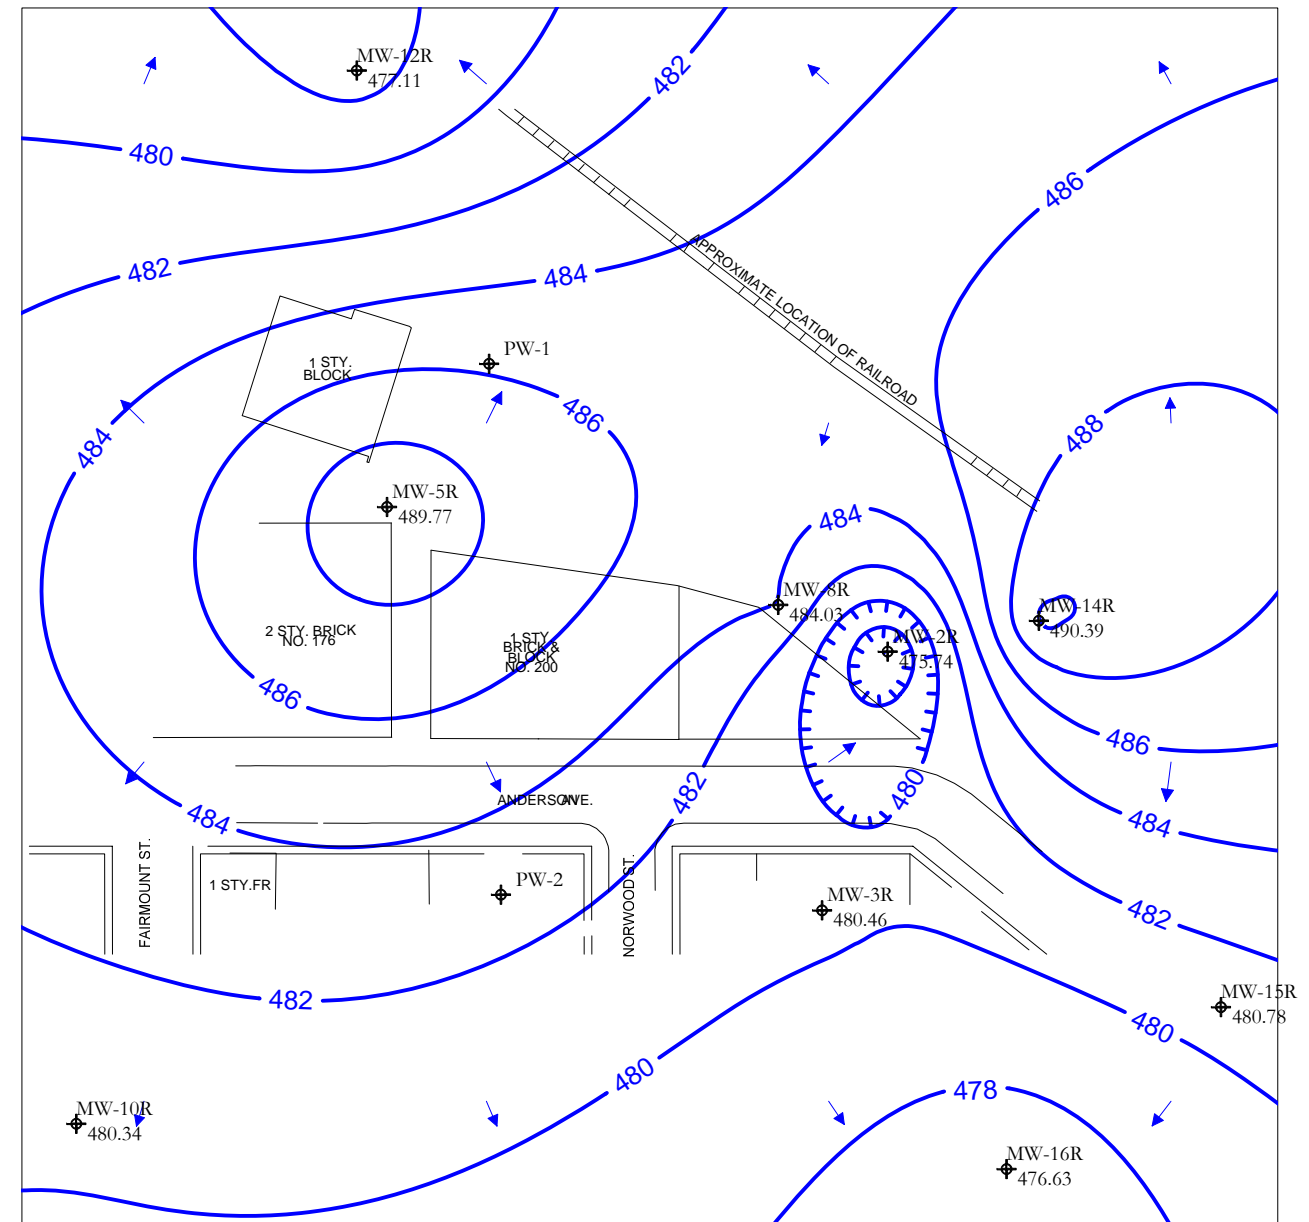 MW-12R
477.11
482
480
486
APPROXIMATE LOCATION OF RAILROAD
482
484
PW-1
1 STY.
BLOCK
486
488
484
MW-5R
489.77
484
MW-8R
484.03
MW-14R
490.39
2 STY. BRICK
NO. 176
1 STY
BRICK &
BLOCK
NO. 200
MW-2R
475.74
486
486
482
480
484
ANDERSON AVE.
484
FAIRMOUNT ST.
1 STY.FR
PW-2
NORWOOD ST.
MW-3R
480.46
482
482
MW-15R
480.78
480
480
478
MW-10R
480.34
MW-16R
476.63